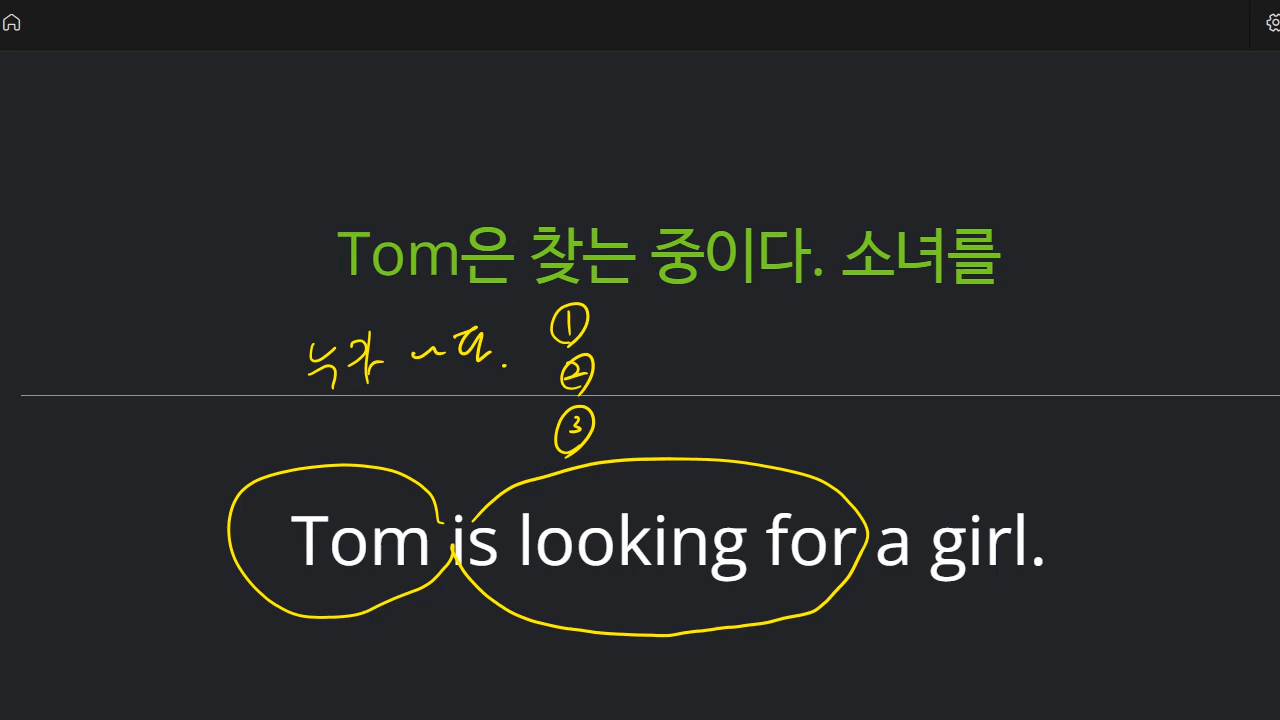 Tom은 찾는 중이다. 소녀를
누가 ~다. ①
②
③
Tom is looking for a girl.